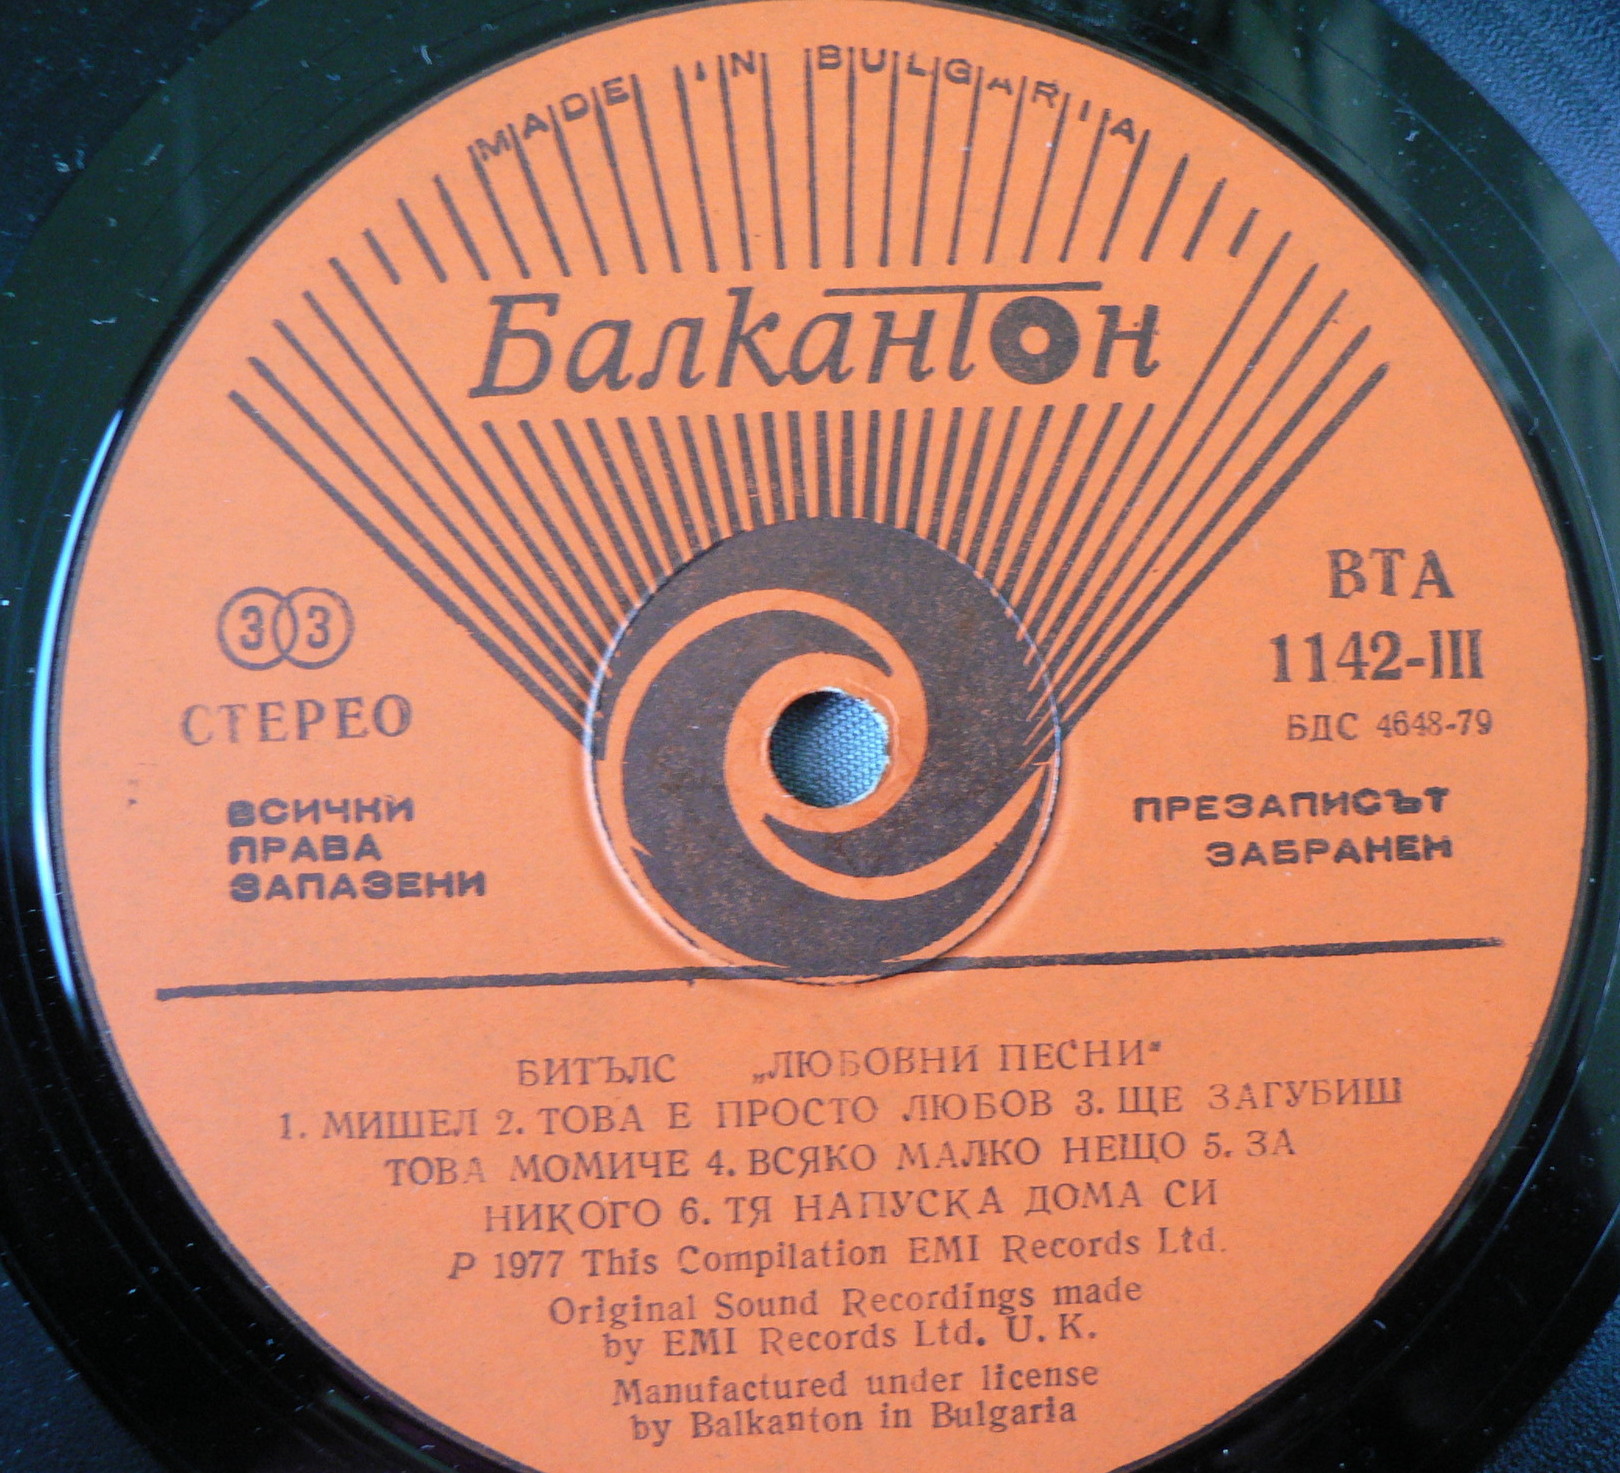 MADE IN BULGARIA
Балкантон
33
СТЕРЕО
ВСИЧКИ
ПРАВА
ЗАПАЗЕНИ
ВТА
1142-III
БДС 4648-79
ПРЕЗАПИСЪТ
ЗАБРАНЕН
БИТЪЛС „ЛЮБОВНИ ПЕСНИ"
1. МИШЕЛ 2. ТОВА Е ПРОСТО ЛЮБОВ 3. ЩЕ ЗАГУБИШ
ТОВА МОМИЧЕ 4. ВСЯКО МАЛКО НЕЩО 5. ЗА
НИКОГО 6. ТЯ НАПУСКА ДОМА СИ
P 1977 This Compilation EMI Records Ltd.
Original Sound Recordings made
by EMI Records Ltd. U. K.
Manufactured under license
by Balkanton in Bulgaria